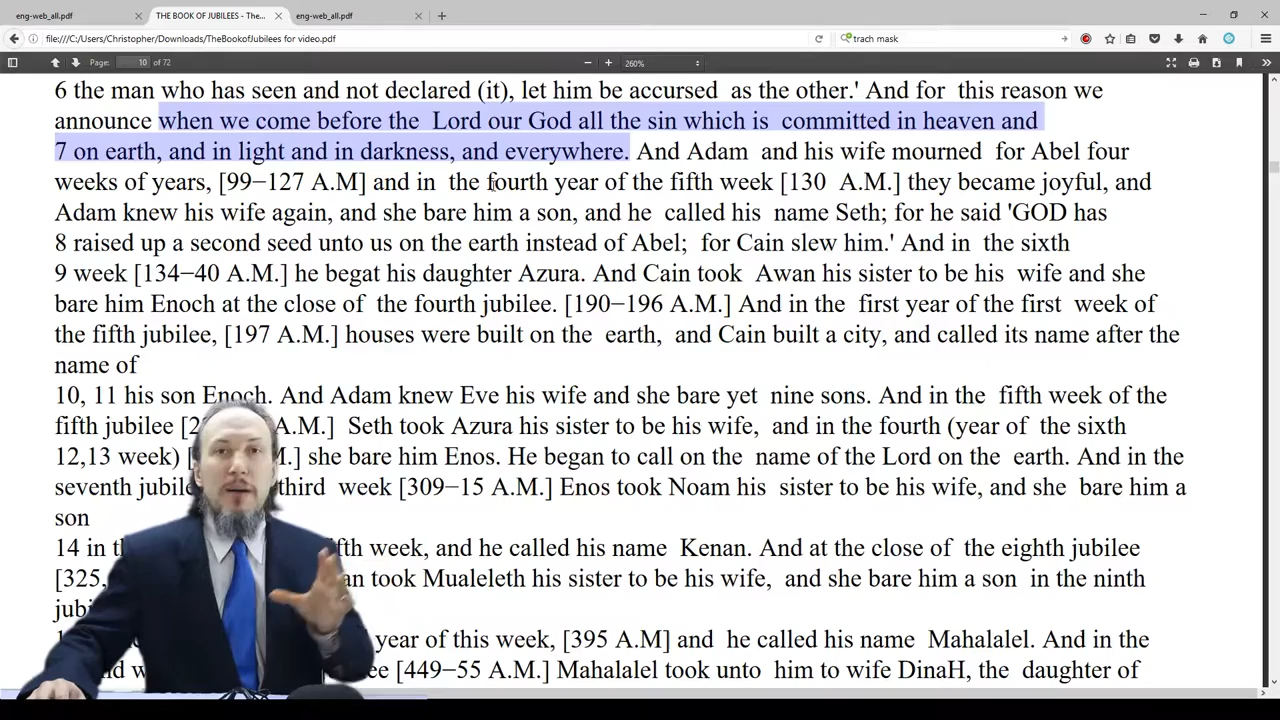 eng-web_all.pdf
THE BOOK OF JUBILEES - The...
eng-web_all.pdf
file:///C:/Users/Christopher/Downloads/TheBookofJubilees for video.pdf
trach mask
Page: 10 of 72
260%
6 the man who has seen and not declared (it), let him be accursed as the other.' And for this reason we
announce when we come before the Lord our God all the sin which is committed in heaven and
7 on earth, and in light and in darkness, and everywhere. And Adam and his wife mourned for Abel four
weeks of years, [99−127 A.M] and in the fourth year of the fifth week [130 A.M.] they became joyful, and
Adam knew his wife again, and she bare him a son, and he called his name Seth; for he said 'GOD has
8 raised up a second seed unto us on the earth instead of Abel; for Cain slew him.' And in the sixth
9 week [134−40 A.M.] he begat his daughter Azura. And Cain took Awan his sister to be his wife and she
bare him Enoch at the close of the fourth jubilee. [190−196 A.M.] And in the first year of the first week of
the fifth jubilee, [197 A.M.] houses were built on the earth, and Cain built a city, and called its name after the
name of
10, 11 his son Enoch. And Adam knew Eve his wife and she bare yet nine sons. And in the fifth week of the
fifth jubilee A.M.] Seth took Azura his sister to be his wife, and in the fourth (year of the sixth
12,13 week) [ .] she bare him Enos. He began to call on the name of the Lord on the earth. And in the
seventh third week [309−15 A.M.] Enos took Noam his sister to be his wife, and she bare him a
son
14 in week, and he called his name Kenan. And at the close of the eighth jubilee
[325, took Mualeleth his sister to be his wife, and she bare him a son in the ninth
year of this week, [395 A.M] and he called his name Mahalalel. And in the
[449−55 A.M.] Mahalalel took unto him to wife DinaH, the daughter of